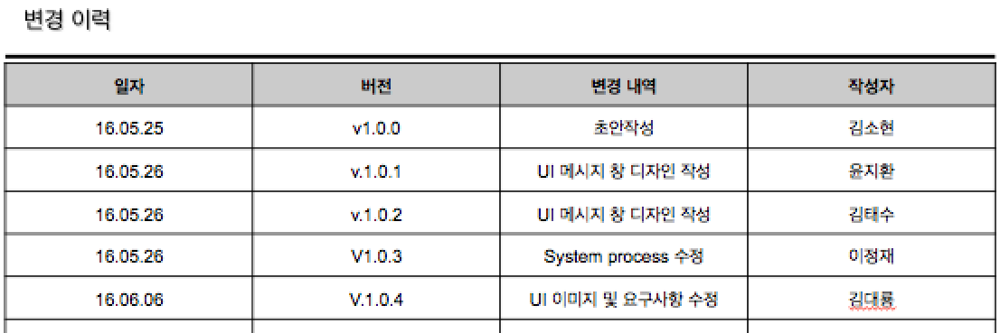 변경 이력
일자 버전 변경 내역 작성자
16.05.25 v1.0.0 초안작성 김소현
16.05.26 v.1.0.1 UI 메시지 창 디자인 작성 윤지환
16.05.26 v.1.0.2 UI 메시지 창 디자인 작성 김태수
16.05.26 V1.0.3 System process 수정 이정재
16.06.06 V.1.0.4 UI 이미지 및 요구사항 수정 김대룡